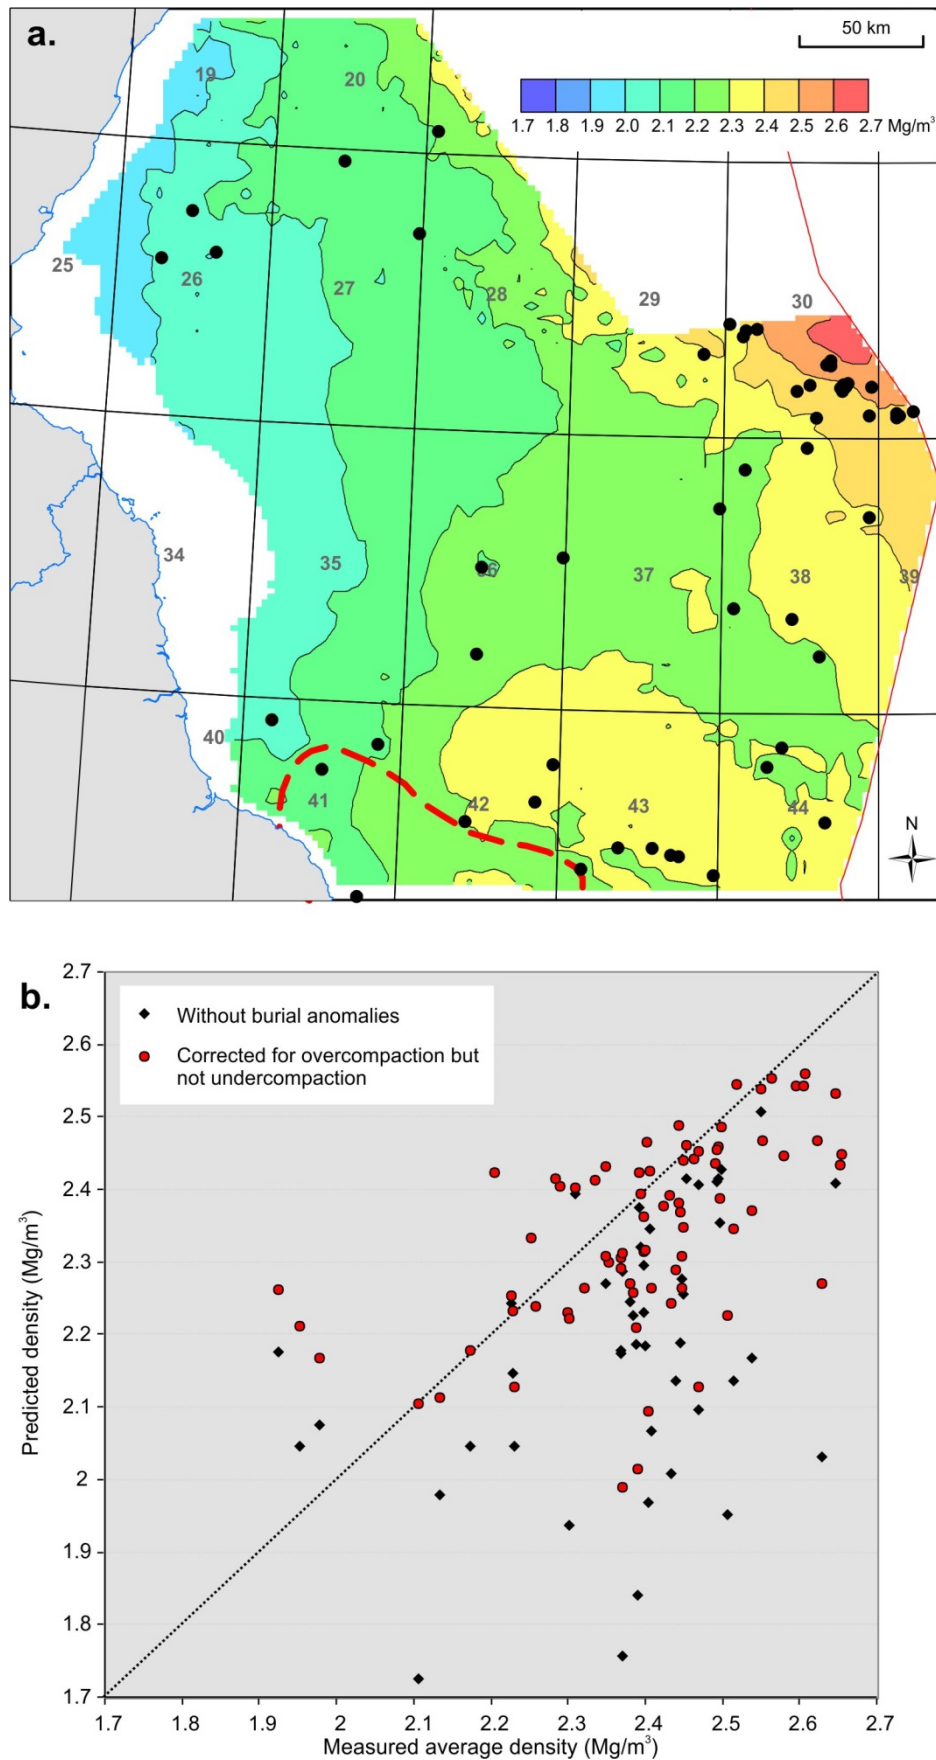 a.
50 km
1.7 1.8 1.9 2.0 2.1 2.2 2.3 2.4 2.5 2.6 2.7 Mg/m³
19
20
25
26
27
28
29
30
34
35
36
37
38
39
40
41
42
43
44
N
b.
Without burial anomalies
Corrected for overcompaction but
not undercompaction
Predicted density (Mg/m³)
2.7
2.6
2.5
2.4
2.3
2.2
2.1
2
1.9
1.8
1.7
1.7 1.8 1.9 2 2.1 2.2 2.3 2.4 2.5 2.6 2.7
Measured average density (Mg/m³)